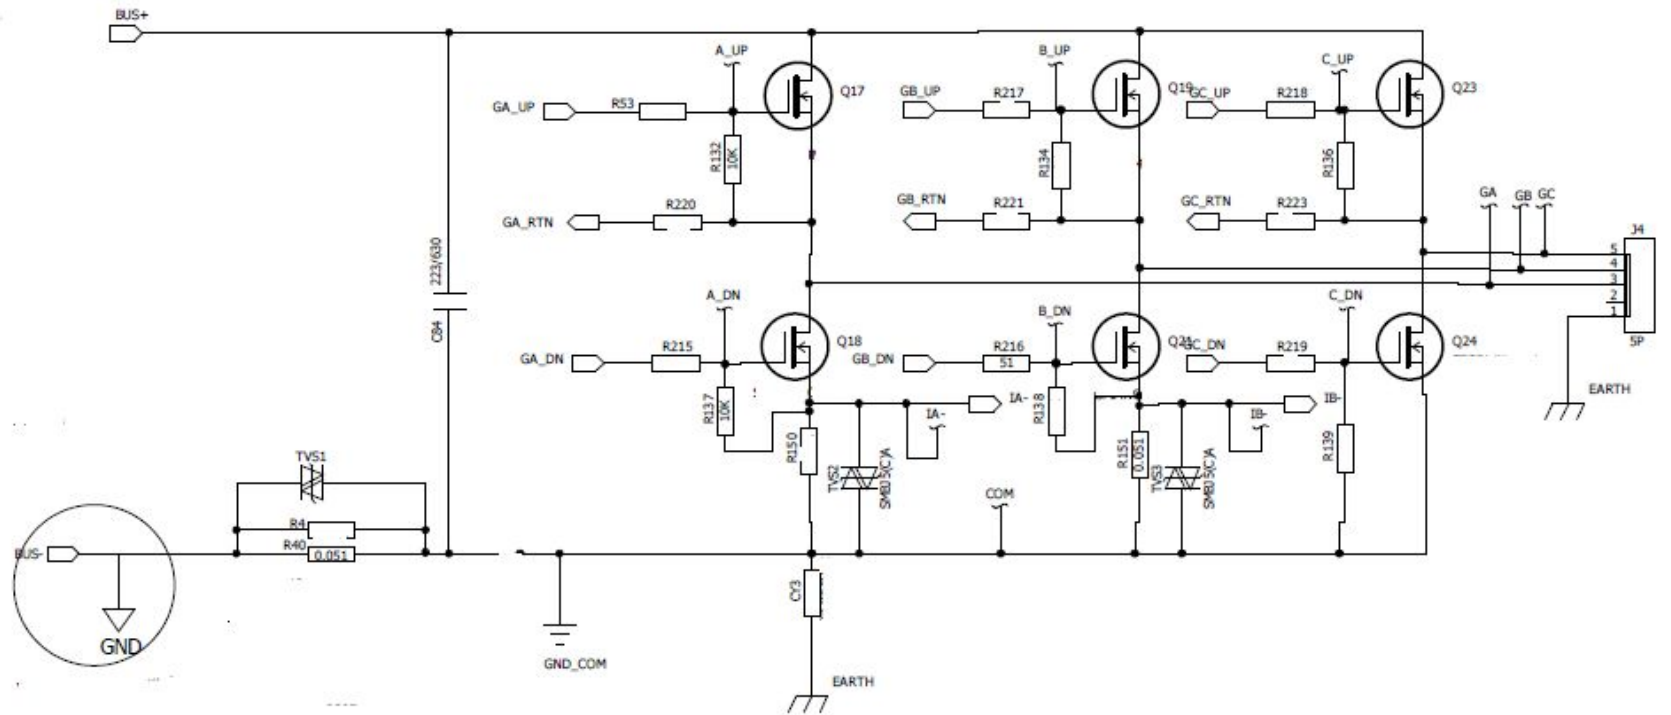 BUS+
A_UP
B_UP
C_UP
GA_UP
R53
Q17
GB_UP
R217
Q19
GC_UP
R218
Q23
R132
10K
R134
R136
GA_RTN
R220
GB_RTN
R221
GC_RTN
R223
GA
GB
GC
J4
5
4
3
2
1
5P
223/630
C84
A_DN
B_DN
C_DN
GA_DN
R215
Q18
GB_DN
R216
51
Q21
GC_DN
R219
Q24
EARTH
R137
10K
IA-
IA-
R138
IB-
IB-
R139
R150
TVS2
SMBJ5(C)A
R151
0.051
TVS3
SMBJ5(C)A
TVS1
R4
R40
0.051
COM
BUS-
GND
GND_COM
CY3
EARTH